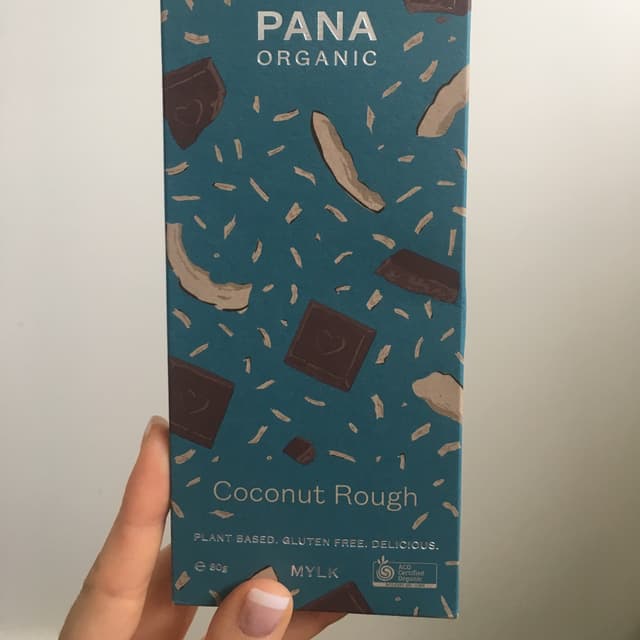 PANA
ORGANIC
Coconut Rough
PLANT BASED. GLUTEN FREE. DELICIOUS.
℮ 80g MYLK
ACO
Certified
Organic